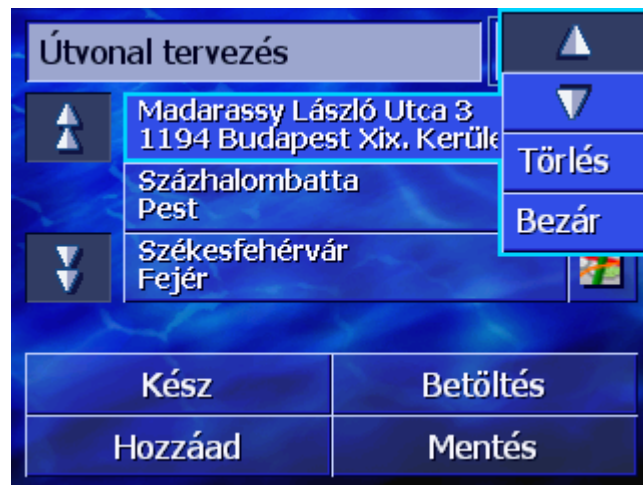 Útvonal tervezés
Madarassy László Utca 3
1194 Budapest Xix.
Százhalombatta
Pest
Székesfehérvár
Fejér
Törlés
Bezár
Kész
Betöltés
Hozzáad
Mentés